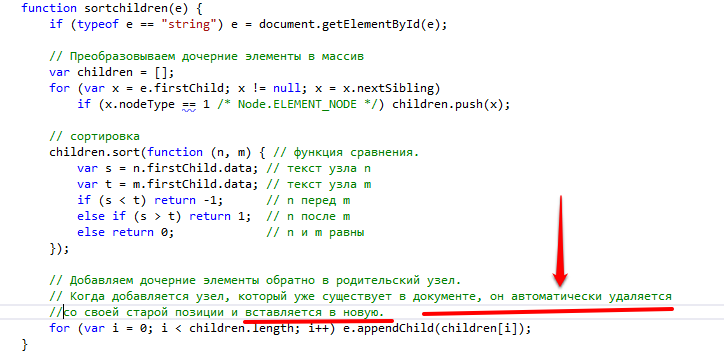 function sortchildren(e) {
if (typeof e == "string") e = document.getElementById(e);
// Преобразовываем дочерние элементы в массив
var children = [];
for (var x = e.firstChild; x != null; x = x.nextSibling)
if (x.nodeType == 1 /* Node.ELEMENT_NODE */) children.push(x);
// сортировка
children.sort(function (n, m) { // функция сравнения.
var s = n.firstChild.data; // текст узла n
var t = m.firstChild.data; // текст узла m
if (s < t) return -1; // n перед m
else if (s > t) return 1; // n после m
else return 0; // n и m равны
});
// Добавляем дочерние элементы обратно в родительский узел.
// Когда добавляется узел, который уже существует в документе, он автоматически удаляется
//со своей старой позиции и вставляется в новую.
for (var i = 0; i < children.length; i++) e.appendChild(children[i]);
}